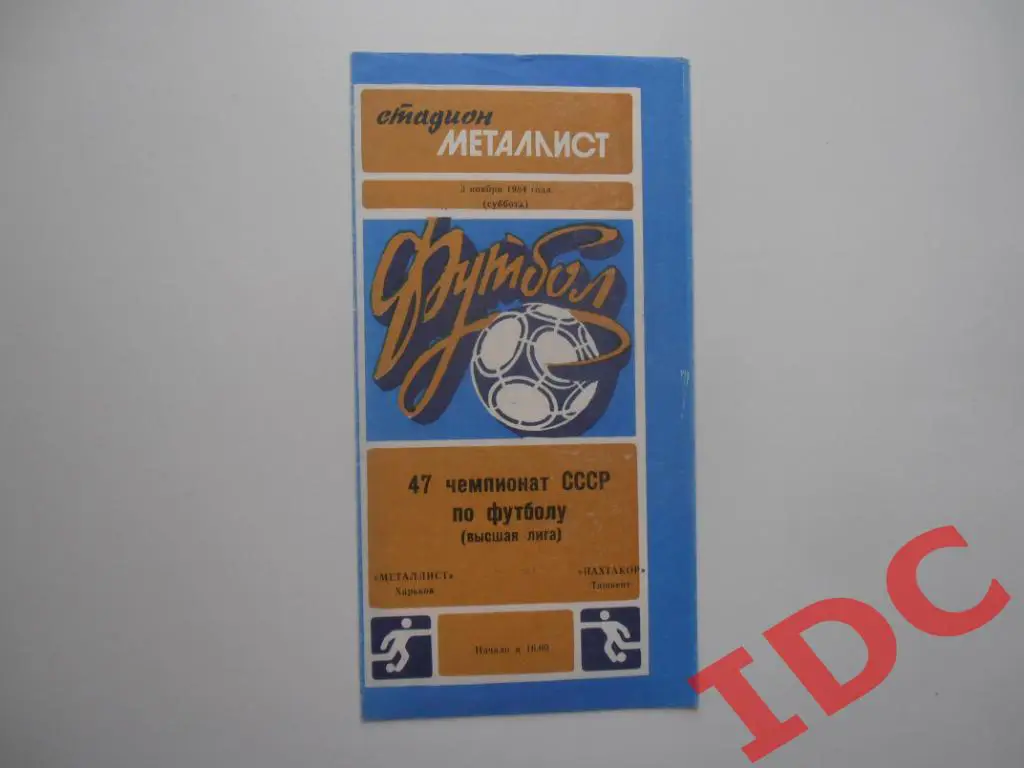 стадион
МЕТАЛЛИСТ
3 ноября 1984 года
(суббота)
футбол
47 чемпионат СССР
по футболу
(высшая лига)
«МЕТАЛЛИСТ» «ПАХТАКОР»
Харьков Ташкент
Начало в 16.00
IDC